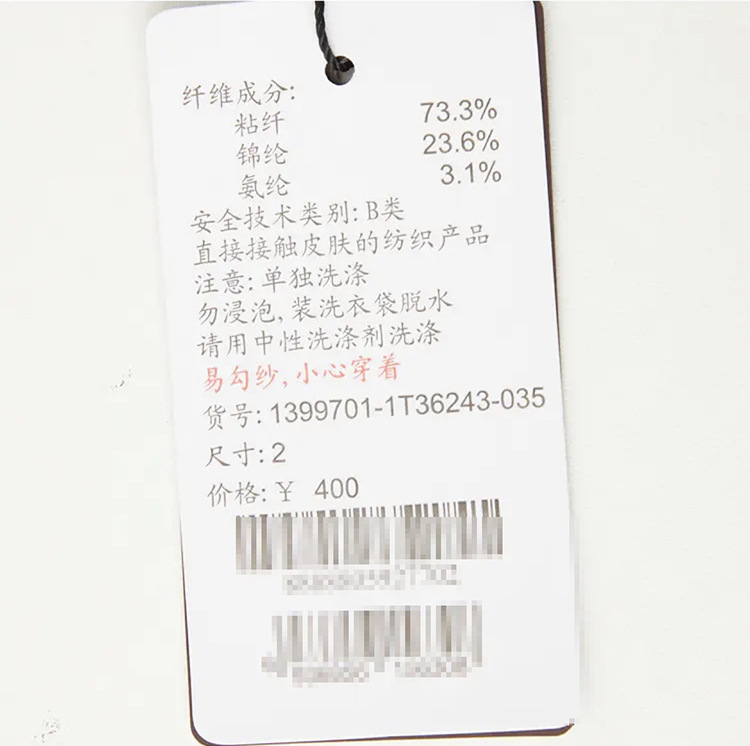 纤维成分:
粘纤 73.3%
锦纶 23.6%
氨纶 3.1%
安全技术类别: B类
直接接触皮肤的纺织产品
注意: 单独洗涤
勿浸泡, 装洗衣袋脱水
请用中性洗涤剂洗涤
易勾纱, 小心穿着
货号: 1399701-1T36243-035
尺寸: 2
价格: ¥ 400